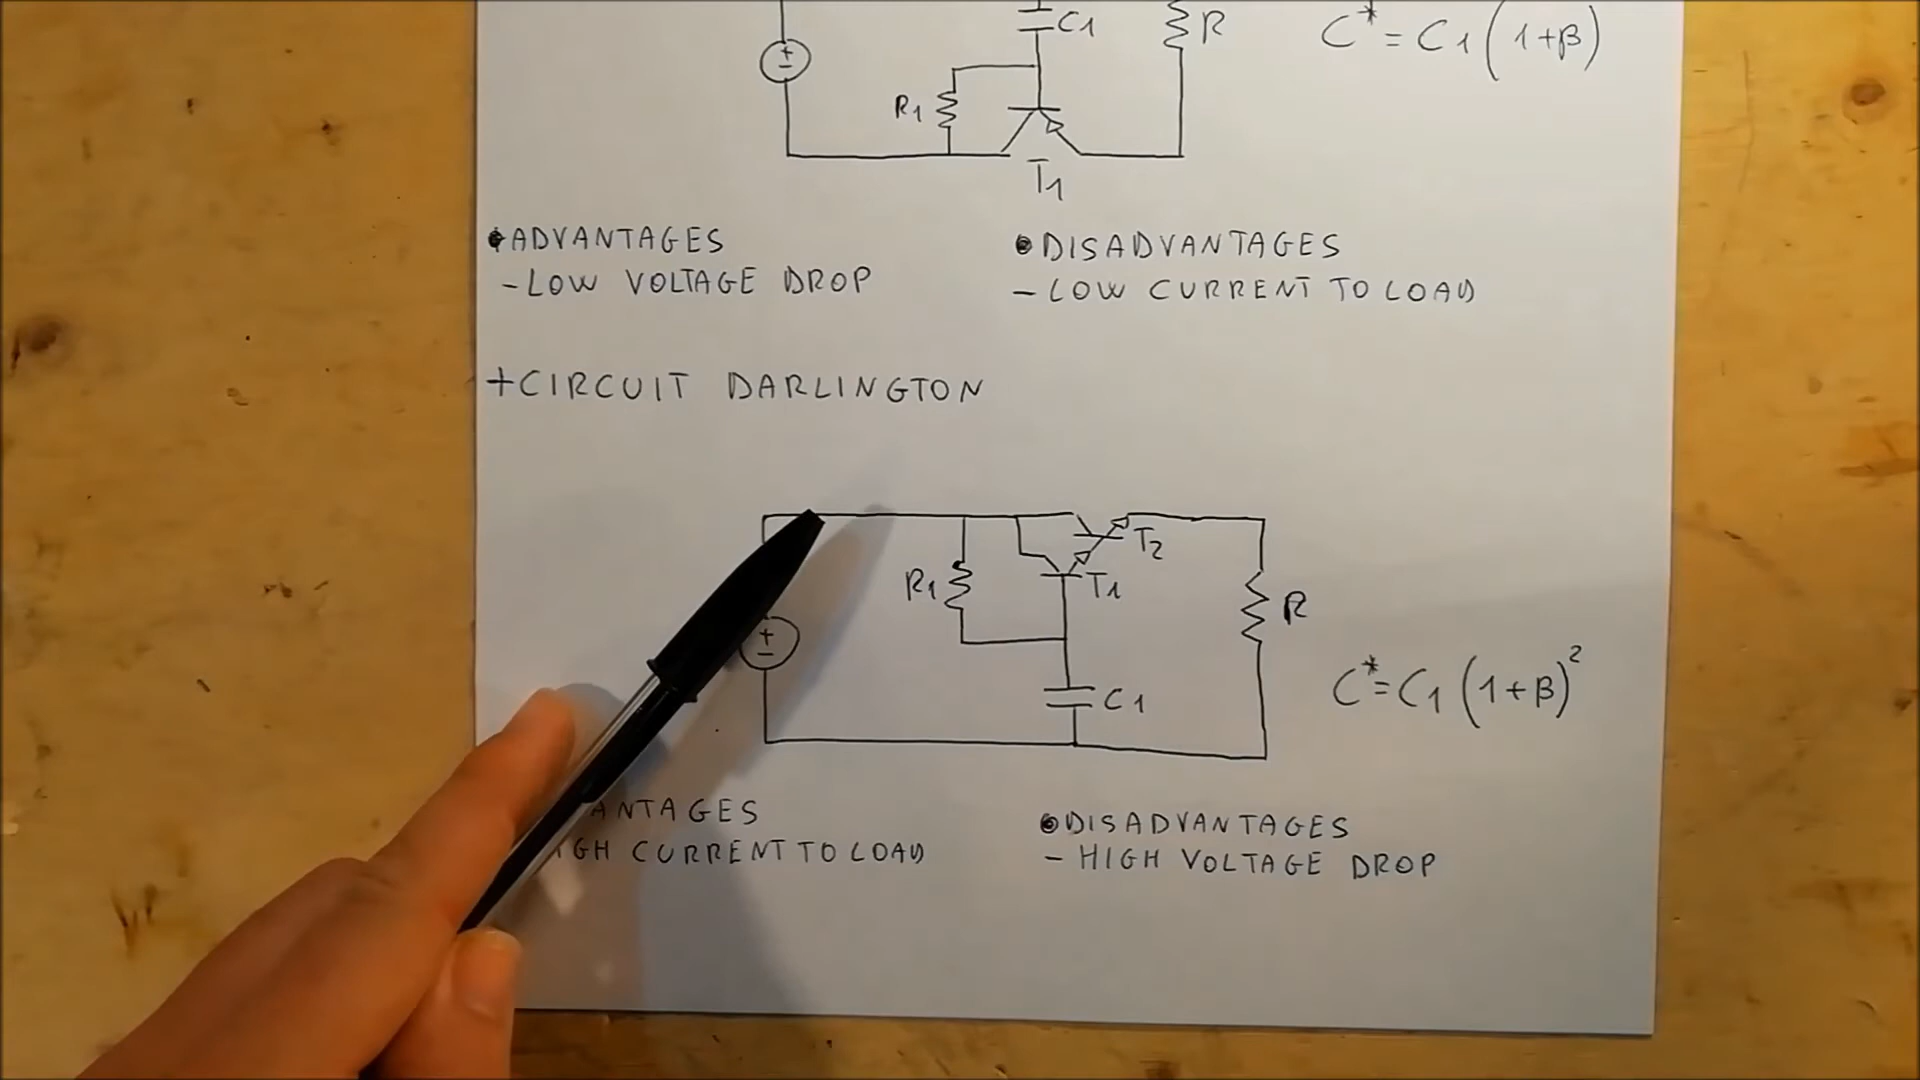 C1
R
C* = C1 (1+β)
+
-
R1
T1
• ADVANTAGES
- LOW VOLTAGE DROP
• DISADVANTAGES
- LOW CURRENT TO LOAD
+ CIRCUIT DARLINGTON
T2
R1
T1
R
+
-
C1
C* = C1 (1+β)²
ANTAGES
GH CURRENT TO LOAD
• DISADVANTAGES
- HIGH VOLTAGE DROP